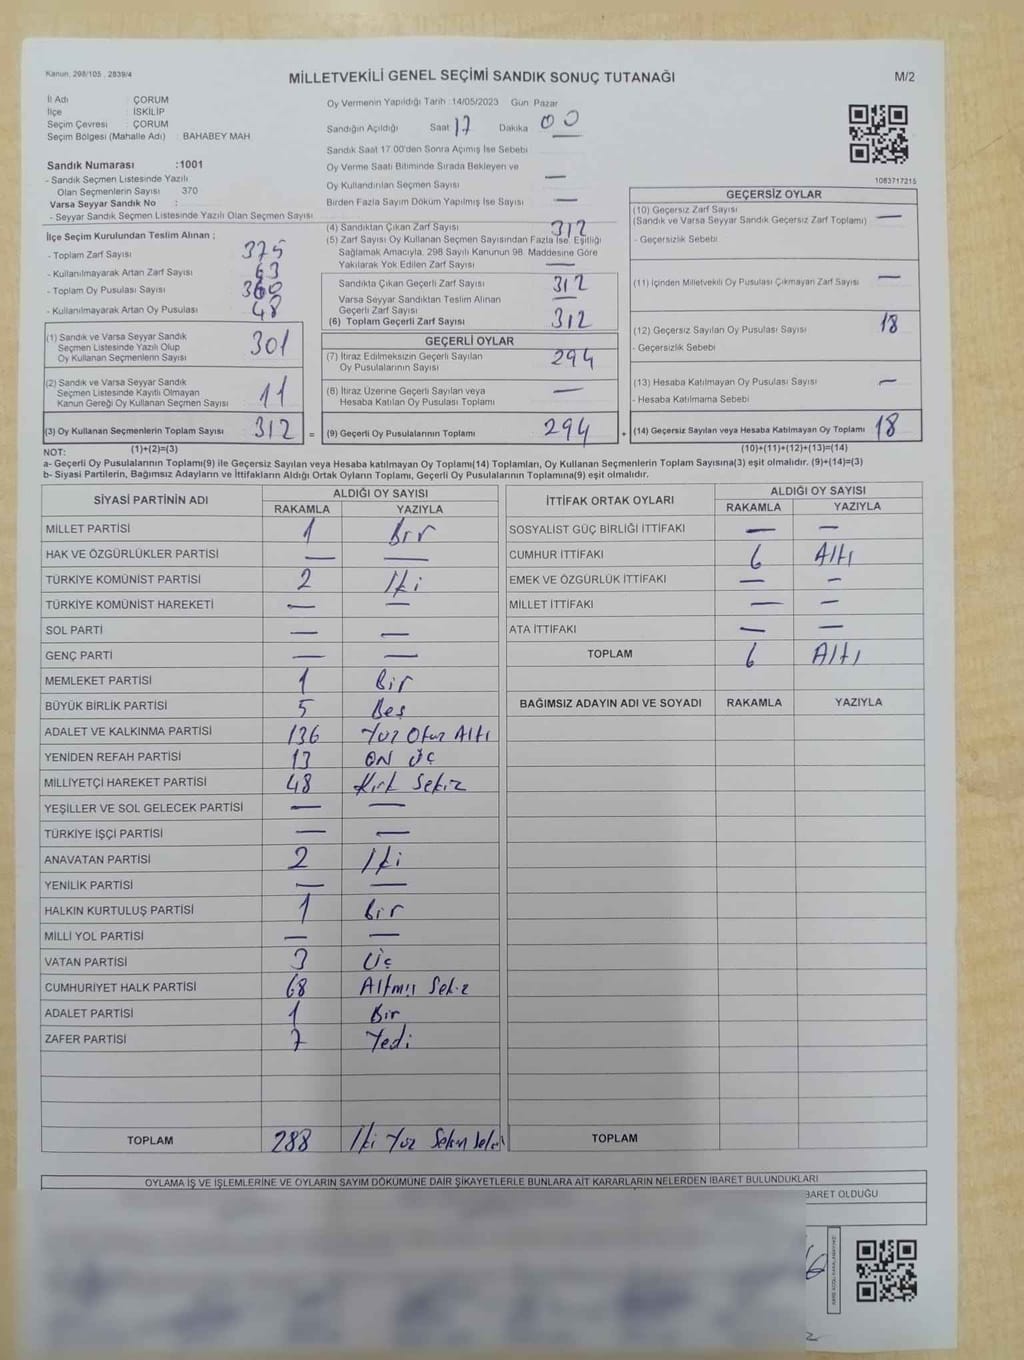 Kanun, 298/105 , 2839/4
MİLLETVEKİLİ GENEL SEÇİMİ SANDIK SONUÇ TUTANAĞI
M/2
İl Adı : ÇORUM
İlçe : İSKİLİP
Seçim Çevresi : ÇORUM
Seçim Bölgesi (Mahalle Adı) : BAHABEY MAH
Sandık Numarası :1001
- Sandık Seçmen Listesinde Yazılı
Olan Seçmenlerin Sayısı 370
Varsa Seyyar Sandık No :
- Seyyar Sandık Listesinde Yazılı Olan Seçmen Sayısı
Oy Vermenin Yapıldığı Tarih :14/05/2023 Gün Pazar
Sandığın Açıldığı Saat 17 Dakika 00
Sandık Saat 17.00'den Sonra Açımış İse Sebebi
Oy Verme Saati Bitiminde Sırada Bekleyen ve
Oy Kullandırılan Seçmen Sayısı —
Birden Fazla Sayım Döküm Yapılmış İse Sayısı —
1083717215
İlçe Seçim Kurulundan Teslim Alınan ;
- Toplam Zarf Sayısı 375
- Kullanılmayarak Artan Zarf Sayısı 63
- Toplam Oy Pusulası Sayısı 360
- Kullanılmayarak Artan Oy Pusulası 48
(1) Sandık ve Varsa Seyyar Sandık
Seçmen Listesinde Yazılı Olup
Oy Kullanan Seçmenlerin Sayısı 301
(2) Sandık ve Varsa Seyyar Sandık
Seçmen Listesinde Kayıtlı Olmayan
Kanun Gereği Oy Kullanan Seçmen Sayısı 11
(3) Oy Kullanan Seçmenlerin Toplam Sayısı 312 =
(1)+(2)=(3)
(4) Sandıktan Çıkan Zarf Sayısı 312
(5) Zarf Sayısı Oy Kullanan Seçmen Sayısından Fazla İse, Eşitliği
Sağlamak Amacıyla, 298 Sayılı Kanunun 98. Maddesine Göre
Yakılarak Yok Edilen Zarf Sayısı —
Sandıkta Çıkan Geçerli Zarf Sayısı 312
Varsa Seyyar Sandıktan Teslim Alınan
Geçerli Zarf Sayısı —
(6) Toplam Geçerli Zarf Sayısı 312
GEÇERLİ OYLAR
(7) İtiraz Edilmeksizin Geçerli Sayılan
Oy Pusulalarının Sayısı 294
(8) İtiraz Üzerine Geçerli Sayılan veya
Hesaba Katılan Oy Pusulası Toplamı —
(9) Geçerli Oy Pusulalarının Toplamı 294 +
GEÇERSİZ OYLAR
(10) Geçersiz Zarf Sayısı
(Sandık ve Varsa Seyyar Sandık Geçersiz Zarf Toplamı) —
- Geçersizlik Sebebi
(11) İçinden Milletvekili Oy Pusulası Çıkmayan Zarf Sayısı —
(12) Geçersiz Sayılan Oy Pusulası Sayısı 18
- Geçersizlik Sebebi
(13) Hesaba Katılmayan Oy Pusulası Sayısı —
- Hesaba Katılmama Sebebi
(14) Geçersiz Sayılan veya Hesaba Katılmayan Oy Toplamı 18
(10)+(11)+(12)+(13)=(14)
NOT:
a- Geçerli Oy Pusulalarının Toplamı(9) ile Geçersiz Sayılan veya Hesaba katılmayan Oy Toplamı(14) Toplamları, Oy Kullanan Seçmenlerin Toplam Sayısına(3) eşit olmalıdır. (9)+(14)=(3)
b- Siyasi Partilerin, Bağımsız Adayların ve İttifakların Aldığı Ortak Oyların Toplamı, Geçerli Oy Pusulalarının Toplamına(9) eşit olmalıdır.
SİYASİ PARTİNİN ADI ALDIĞI OY SAYISI
RAKAMLA YAZIYLA
MİLLET PARTİSİ 1 Bir
HAK VE ÖZGÜRLÜKLER PARTİSİ — —
TÜRKİYE KOMÜNİST PARTİSİ 2 İki
TÜRKİYE KOMÜNİST HAREKETİ — —
SOL PARTİ — —
GENÇ PARTİ — —
MEMLEKET PARTİSİ 1 Bir
BÜYÜK BİRLİK PARTİSİ 5 Beş
ADALET VE KALKINMA PARTİSİ 136 Yüz Otuz Altı
YENİDEN REFAH PARTİSİ 13 ON ÜÇ
MİLLİYETÇİ HAREKET PARTİSİ 48 Kırk Sekiz
YEŞİLLER VE SOL GELECEK PARTİSİ — —
TÜRKİYE İŞÇİ PARTİSİ — —
ANAVATAN PARTİSİ 2 İki
YENİLİK PARTİSİ — —
HALKIN KURTULUŞ PARTİSİ 1 Bir
MİLLİ YOL PARTİSİ — —
VATAN PARTİSİ 3 Üç
CUMHURİYET HALK PARTİSİ 68 Altmış Sekiz
ADALET PARTİSİ 1 Bir
ZAFER PARTİSİ 7 Yedi
TOPLAM 288 İki Yüz Seksen Sekiz
İTTİFAK ORTAK OYLARI ALDIĞI OY SAYISI
RAKAMLA YAZIYLA
SOSYALİST GÜÇ BİRLİĞİ İTTİFAKI — —
CUMHUR İTTİFAKI 6 Altı
EMEK VE ÖZGÜRLÜK İTTİFAKI — —
MİLLET İTTİFAKI — —
ATA İTTİFAKI — —
TOPLAM 6 Altı
BAĞIMSIZ ADAYIN ADI VE SOYADI RAKAMLA YAZIYLA
TOPLAM
OYLAMA İŞ VE İŞLEMLERİNE VE OYLARIN SAYIM DÖKÜMÜNE DAİR ŞİKAYETLERLE BUNLARA AİT KARARLARIN NELERDEN İBARET BULUNDUKLARI
BARET OLDUĞU